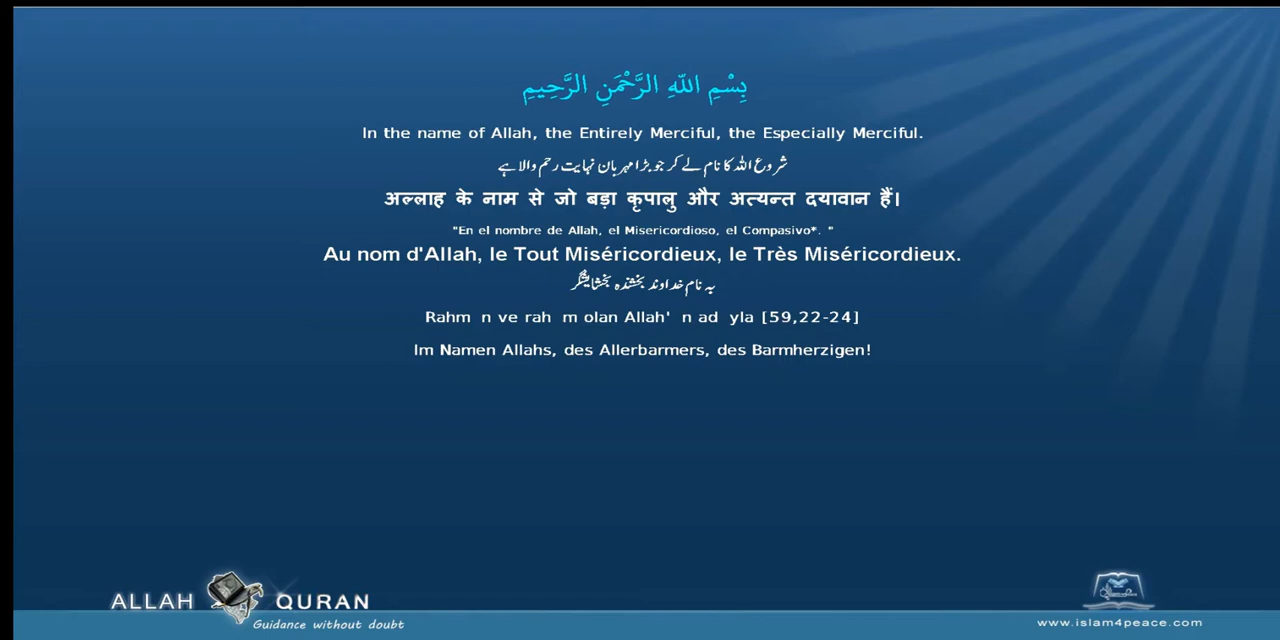 بِسْمِ اللّٰهِ الرَّحْمَنِ الرَّحِيمِ
In the name of Allah, the Entirely Merciful, the Especially Merciful.
شروع الله کا نام لے کر جو بڑا مہربان نہایت رحم والا ہے
अल्लाह के नाम से जो बड़ा कृपालु और अत्यन्त दयावान हैं।
"En el nombre de Allah, el Misericordioso, el Compasivo*. "
Au nom d'Allah, le Tout Miséricordieux, le Très Miséricordieux.
به نام خداوند بخشنده بخشایشگر
Rahm n ve rah m olan Allah' n ad yla [59,22-24]
Im Namen Allahs, des Allerbarmers, des Barmherzigen!
ALLAH QURAN
Guidance without doubt
www.islam4peace.com